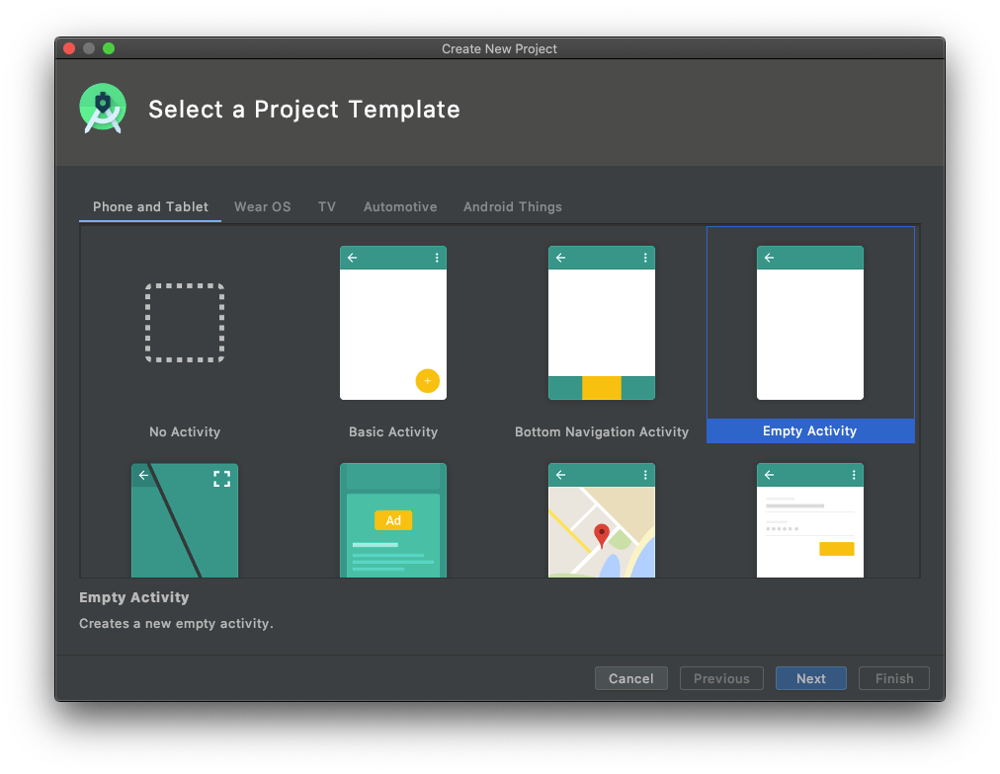 Create New Project
Select a Project Template
Phone and Tablet Wear OS TV Automotive Android Things
No Activity Basic Activity Bottom Navigation Activity Empty Activity
Ad
Empty Activity
Creates a new empty activity.
Cancel Previous Next Finish